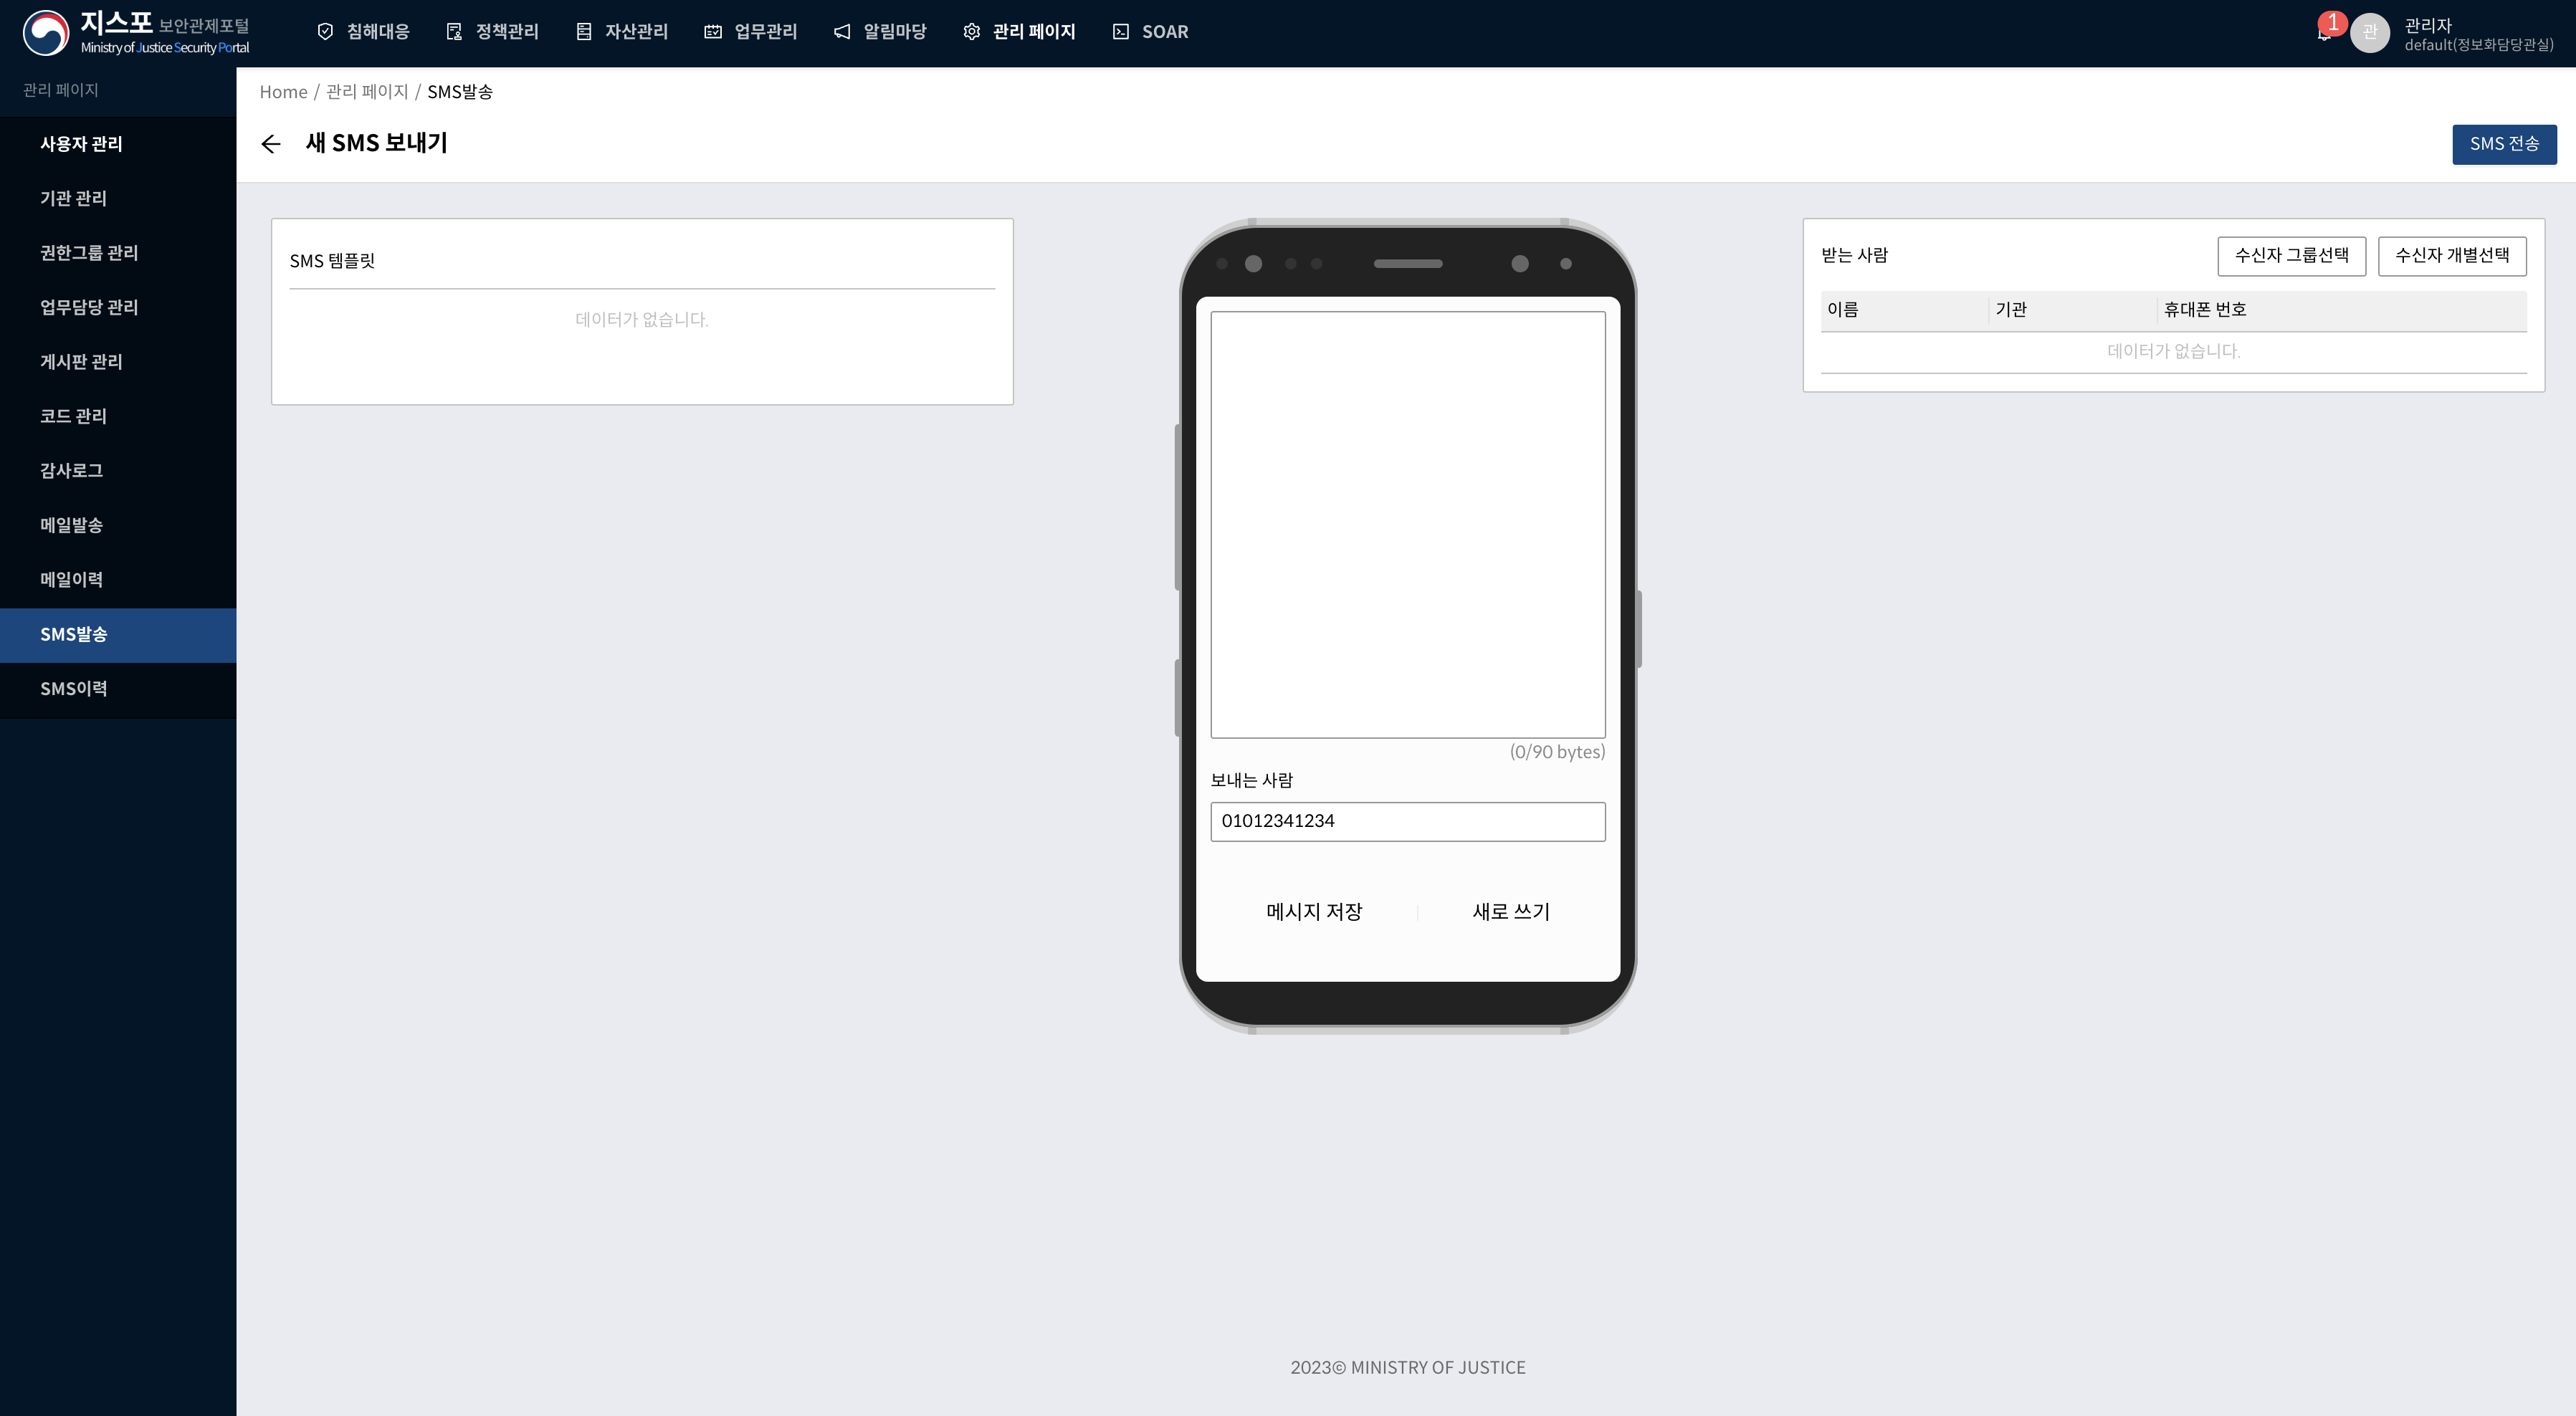 지스포 보안관제포털
Ministry of Justice Security Portal
침해대응
정책관리
자산관리
업무관리
알림마당
관리 페이지
SOAR
1
관
관리자
default(정보화담당관실)
관리 페이지
사용자 관리
기관 관리
권한그룹 관리
업무담당 관리
게시판 관리
코드 관리
감사로그
메일발송
메일이력
SMS발송
SMS이력
Home / 관리 페이지 / SMS발송
새 SMS 보내기
SMS 전송
SMS 템플릿
데이터가 없습니다.
(0/90 bytes)
보내는 사람
01012341234
메시지 저장
새로 쓰기
받는 사람
수신자 그룹선택
수신자 개별선택
이름 기관 휴대폰 번호
데이터가 없습니다.
2023© MINISTRY OF JUSTICE